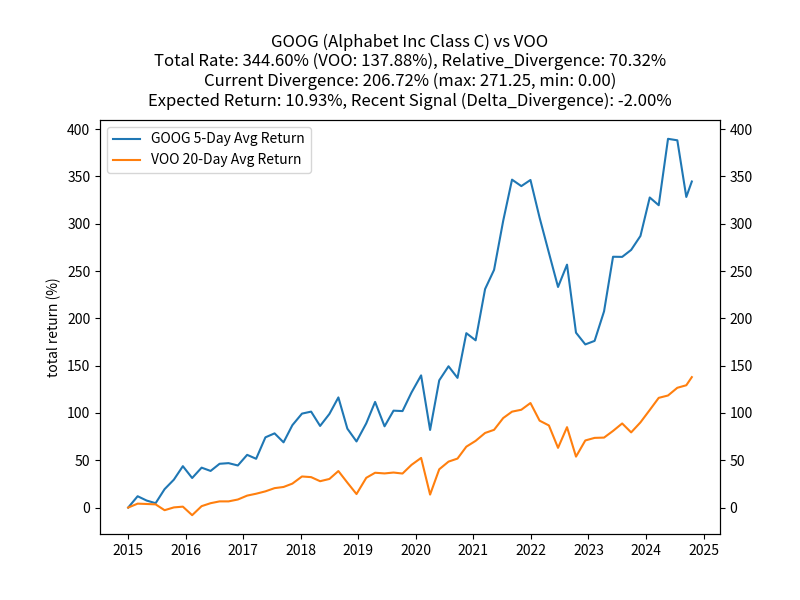 GOOG (Alphabet Inc Class C) vs VOO
Total Rate: 344.60% (VOO: 137.88%), Relative_Divergence: 70.32%
Current Divergence: 206.72% (max: 271.25, min: 0.00)
Expected Return: 10.93%, Recent Signal (Delta_Divergence): -2.00%
GOOG 5-Day Avg Return
VOO 20-Day Avg Return
total return (%)
400
350
300
250
200
150
100
50
0
400
350
300
250
200
150
100
50
0
2015 2016 2017 2018 2019 2020 2021 2022 2023 2024 2025